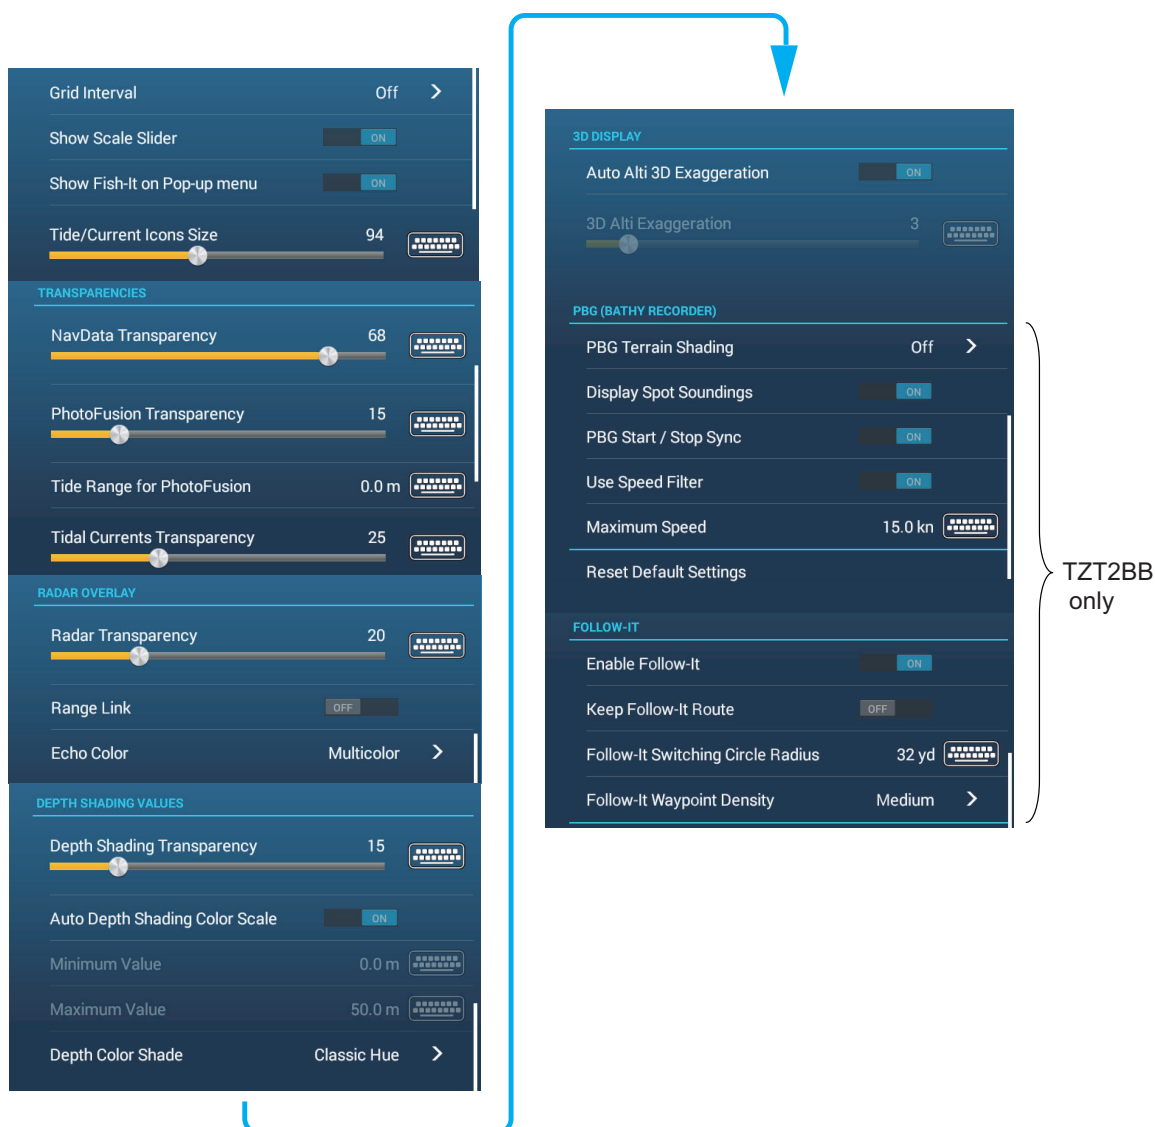 Grid Interval Off
Show Scale Slider ON
Show Fish-It on Pop-up menu ON
Tide/Current Icons Size 94
TRANSPARENCIES
NavData Transparency 68
PhotoFusion Transparency 15
Tide Range for PhotoFusion 0.0 m
Tidal Currents Transparency 25
RADAR OVERLAY
Radar Transparency 20
Range Link OFF
Echo Color Multicolor
DEPTH SHADING VALUES
Depth Shading Transparency 15
Auto Depth Shading Color Scale ON
Minimum Value 0.0 m
Maximum Value 50.0 m
Depth Color Shade Classic Hue
3D DISPLAY
Auto Alti 3D Exaggeration ON
3D Alti Exaggeration 3
PBG (BATHY RECORDER)
PBG Terrain Shading Off
Display Spot Soundings ON
PBG Start / Stop Sync ON
Use Speed Filter ON
Maximum Speed 15.0 kn
Reset Default Settings
FOLLOW-IT
Enable Follow-It ON
Keep Follow-It Route OFF
Follow-It Switching Circle Radius 32 yd
Follow-It Waypoint Density Medium
TZT2BB
only